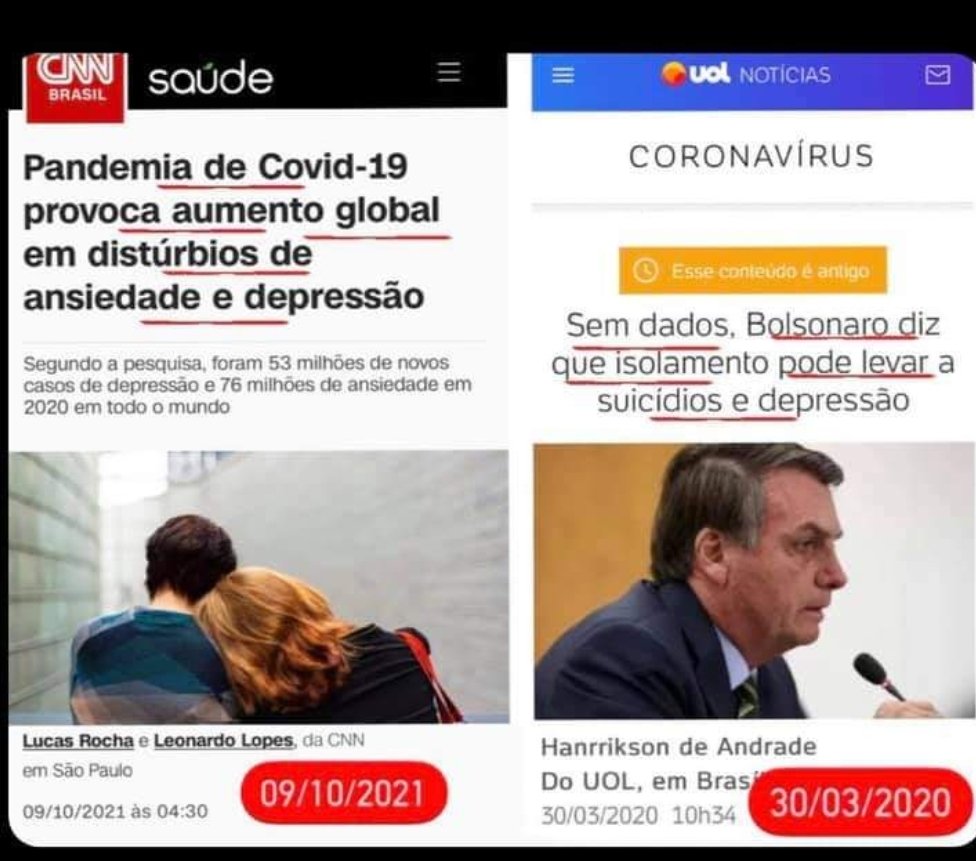 CNN
BRASIL
saúde
Pandemia de Covid-19
provoca aumento global
em distúrbios de
ansiedade e depressão
Segundo a pesquisa, foram 53 milhões de novos
casos de depressão e 76 milhões de ansiedade em
2020 em todo o mundo
Lucas Rocha e Leonardo Lopes, da CNN
em São Paulo
09/10/2021 às 04:30
09/10/2021
uol NOTÍCIAS
CORONAVÍRUS
Esse conteúdo é antigo
Sem dados, Bolsonaro diz
que isolamento pode levar a
suicídios e depressão
Hanrrikson de Andrade
Do UOL, em Brasí
30/03/2020 10h34
30/03/2020